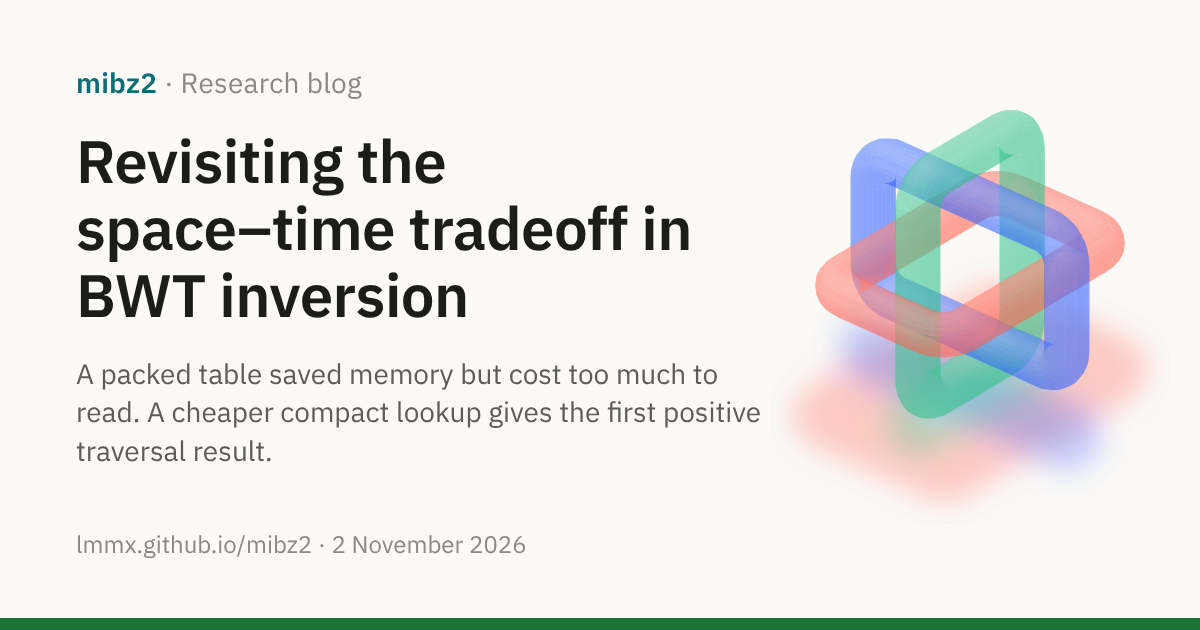 mibz2 · Research blog
Revisiting the
space–time tradeoff in
BWT inversion
A packed table saved memory but cost too much to
read. A cheaper compact lookup gives the first positive
traversal result.
lmmx.github.io/mibz2 · 2 November 2026